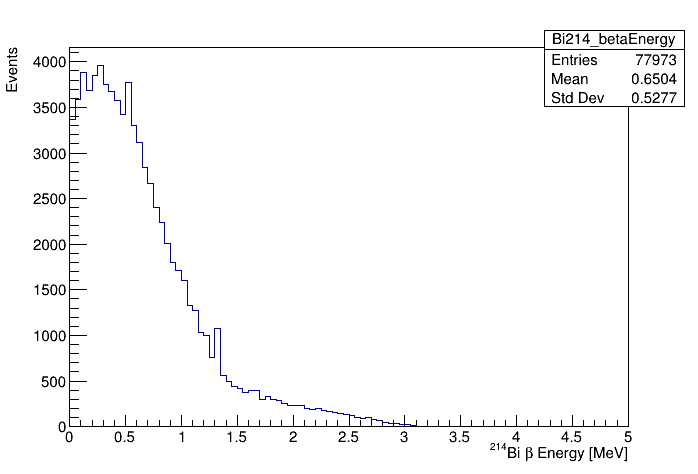 Bi214_betaEnergy
Entries 77973
Mean 0.6504
Std Dev 0.5277
Events
4000
3500
3000
2500
2000
1500
1000
500
0
0 0.5 1 1.5 2 2.5 3 3.5 4 4.5 5
²¹⁴Bi β Energy [MeV]